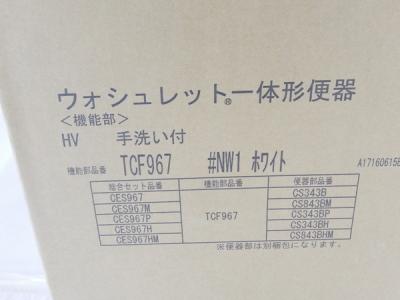 ウォシュレット®一体形便器
＜機能部＞
HV 手洗い付
機能部品番 TCF967 #NW1 ホワイト A17160615B
総合セット品番 機能部品番 便器部品番
CES967 CS343B
CES967M CS843BM
CES967P TCF967 CS343BP
CES967H CS343BH
CES967HM CS843BHM
※便器部は別梱包になります。